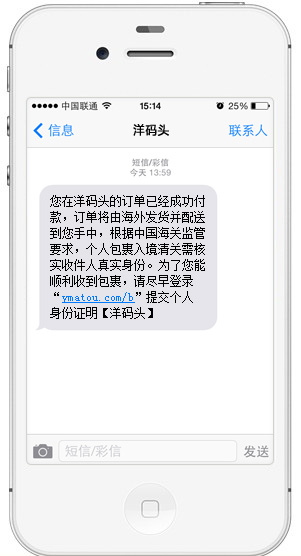 中国联通 15:14 25%
信息 洋码头 联系人
短信/彩信
今天 13:59
您在洋码头的订单已经成功付
款，订单将由海外发货并配送
到您手中，根据中国海关监管
要求，个人包裹入境清关需核
实收件人真实身份。为了您能
顺利收到包裹，请尽早登录
“ymatou.com/b”提交个人
身份证明【洋码头】
短信/彩信 发送